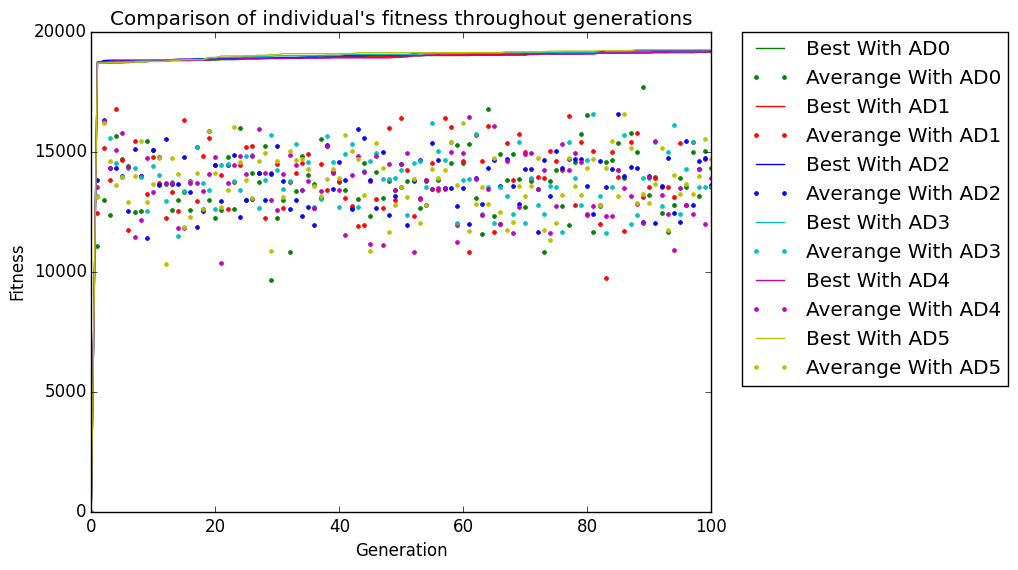 Comparison of individual's fitness throughout generations
20000
15000
10000
5000
0
Fitness
0 20 40 60 80 100
Generation
Best With AD0
Averange With AD0
Best With AD1
Averange With AD1
Best With AD2
Averange With AD2
Best With AD3
Averange With AD3
Best With AD4
Averange With AD4
Best With AD5
Averange With AD5